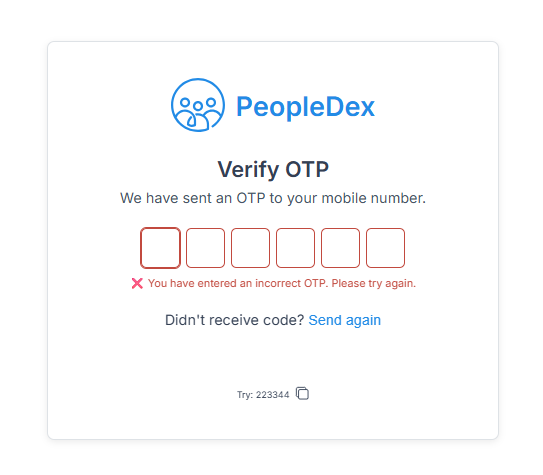 PeopleDex
Verify OTP
We have sent an OTP to your mobile number.
❌ You have entered an incorrect OTP. Please try again.
Didn't receive code? Send again
Try: 223344